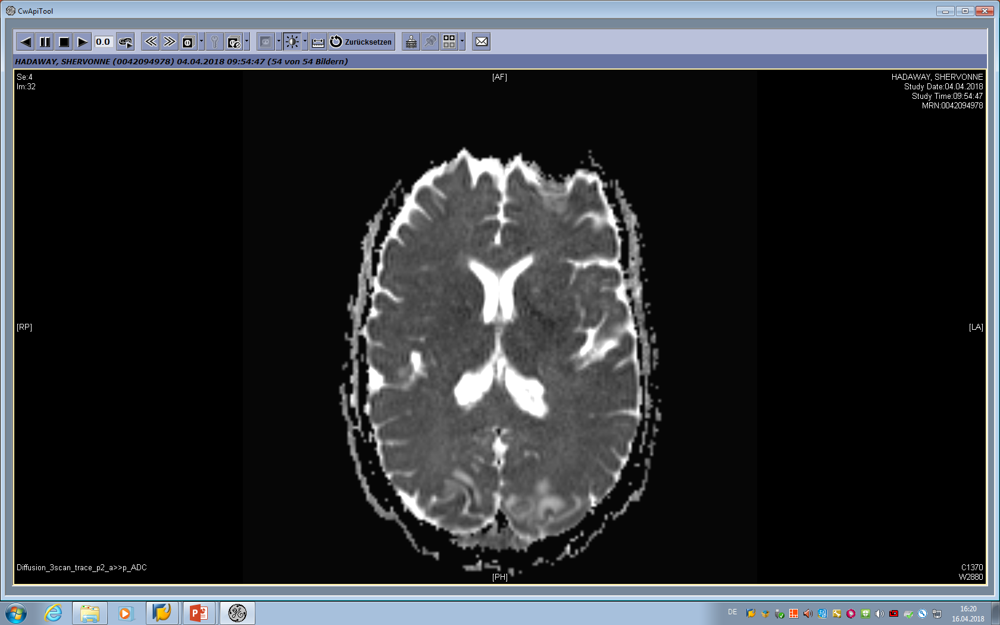 CwApiTool
0.0
Zurücksetzen
HADAWAY, SHERVONNE (0042094978) 04.04.2018 09:54:47 (54 von 54 Bildern)
Se:4
Im:32
[AF]
HADAWAY, SHERVONNE
Study Date:04.04.2018
Study Time:09:54:47
MRN:0042094978
[RP]
[LA]
Diffusion_3scan_trace_p2_a>>p_ADC
[PH]
C1370
W2880
DE
16:20
16.04.2018